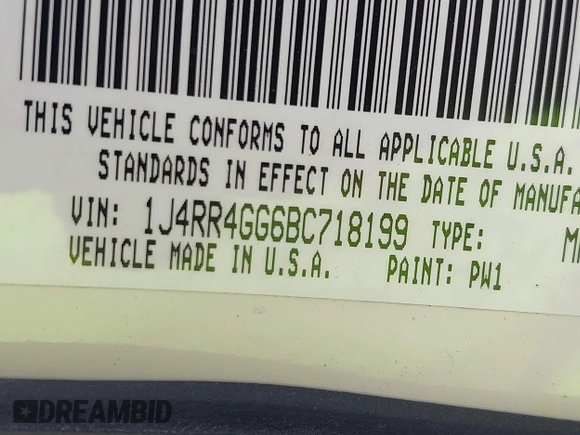 THIS VEHICLE CONFORMS TO ALL APPLICABLE U.S.A.
STANDARDS IN EFFECT ON THE DATE OF MANUFA
VIN: 1J4RR4GG6BC718199 TYPE: M
VEHICLE MADE IN U.S.A. PAINT: PW1
DREAMBID